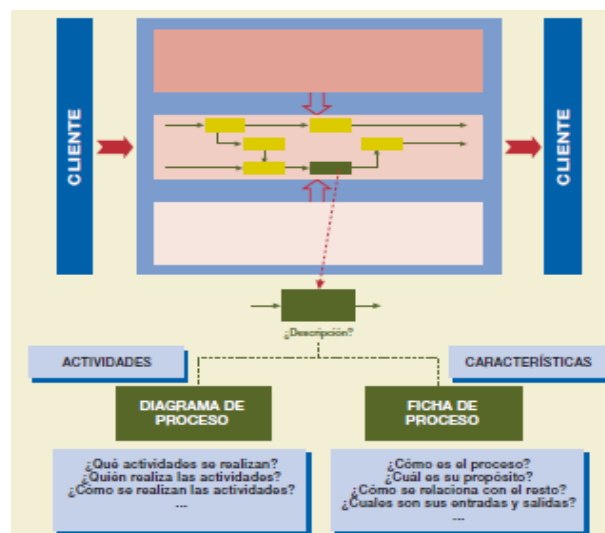 CLIENTE
CLIENTE
¿Descripción?
ACTIVIDADES
CARACTERÍSTICAS
DIAGRAMA DE
PROCESO
FICHA DE
PROCESO
¿Qué actividades se realizan?
¿Quién realiza las actividades?
¿Cómo se realizan las actividades?
...
¿Cómo es el proceso?
¿Cuál es su propósito?
¿Cómo se relaciona con el resto?
¿Cuales son sus entradas y salidas?
...